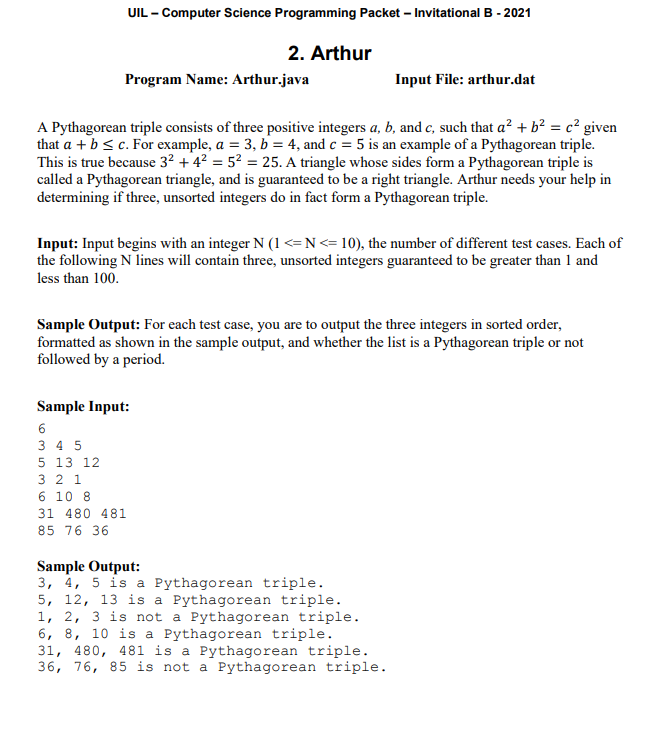 UIL – Computer Science Programming Packet – Invitational B - 2021
2. Arthur
Program Name: Arthur.java Input File: arthur.dat
A Pythagorean triple consists of three positive integers a, b, and c, such that a² + b² = c² given
that a + b ≤ c. For example, a = 3, b = 4, and c = 5 is an example of a Pythagorean triple.
This is true because 3² + 4² = 5² = 25. A triangle whose sides form a Pythagorean triple is
called a Pythagorean triangle, and is guaranteed to be a right triangle. Arthur needs your help in
determining if three, unsorted integers do in fact form a Pythagorean triple.
Input: Input begins with an integer N (1 <= N <= 10), the number of different test cases. Each of
the following N lines will contain three, unsorted integers guaranteed to be greater than 1 and
less than 100.
Sample Output: For each test case, you are to output the three integers in sorted order,
formatted as shown in the sample output, and whether the list is a Pythagorean triple or not
followed by a period.
Sample Input:
6
3 4 5
5 13 12
3 2 1
6 10 8
31 480 481
85 76 36
Sample Output:
3, 4, 5 is a Pythagorean triple.
5, 12, 13 is a Pythagorean triple.
1, 2, 3 is not a Pythagorean triple.
6, 8, 10 is a Pythagorean triple.
31, 480, 481 is a Pythagorean triple.
36, 76, 85 is not a Pythagorean triple.